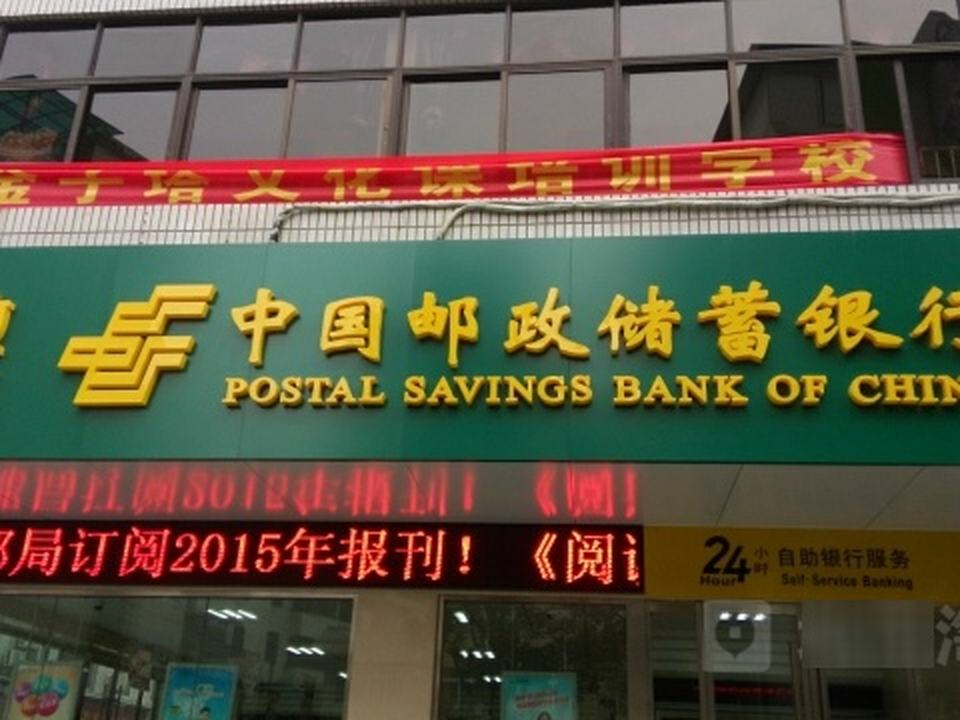 文化课培训学校
中国邮政储蓄银行
POSTAL SAVINGS BANK OF CHIN
局订阅2015年报刊！《阅
24小时 自助银行服务
Hour Self-Service Banking